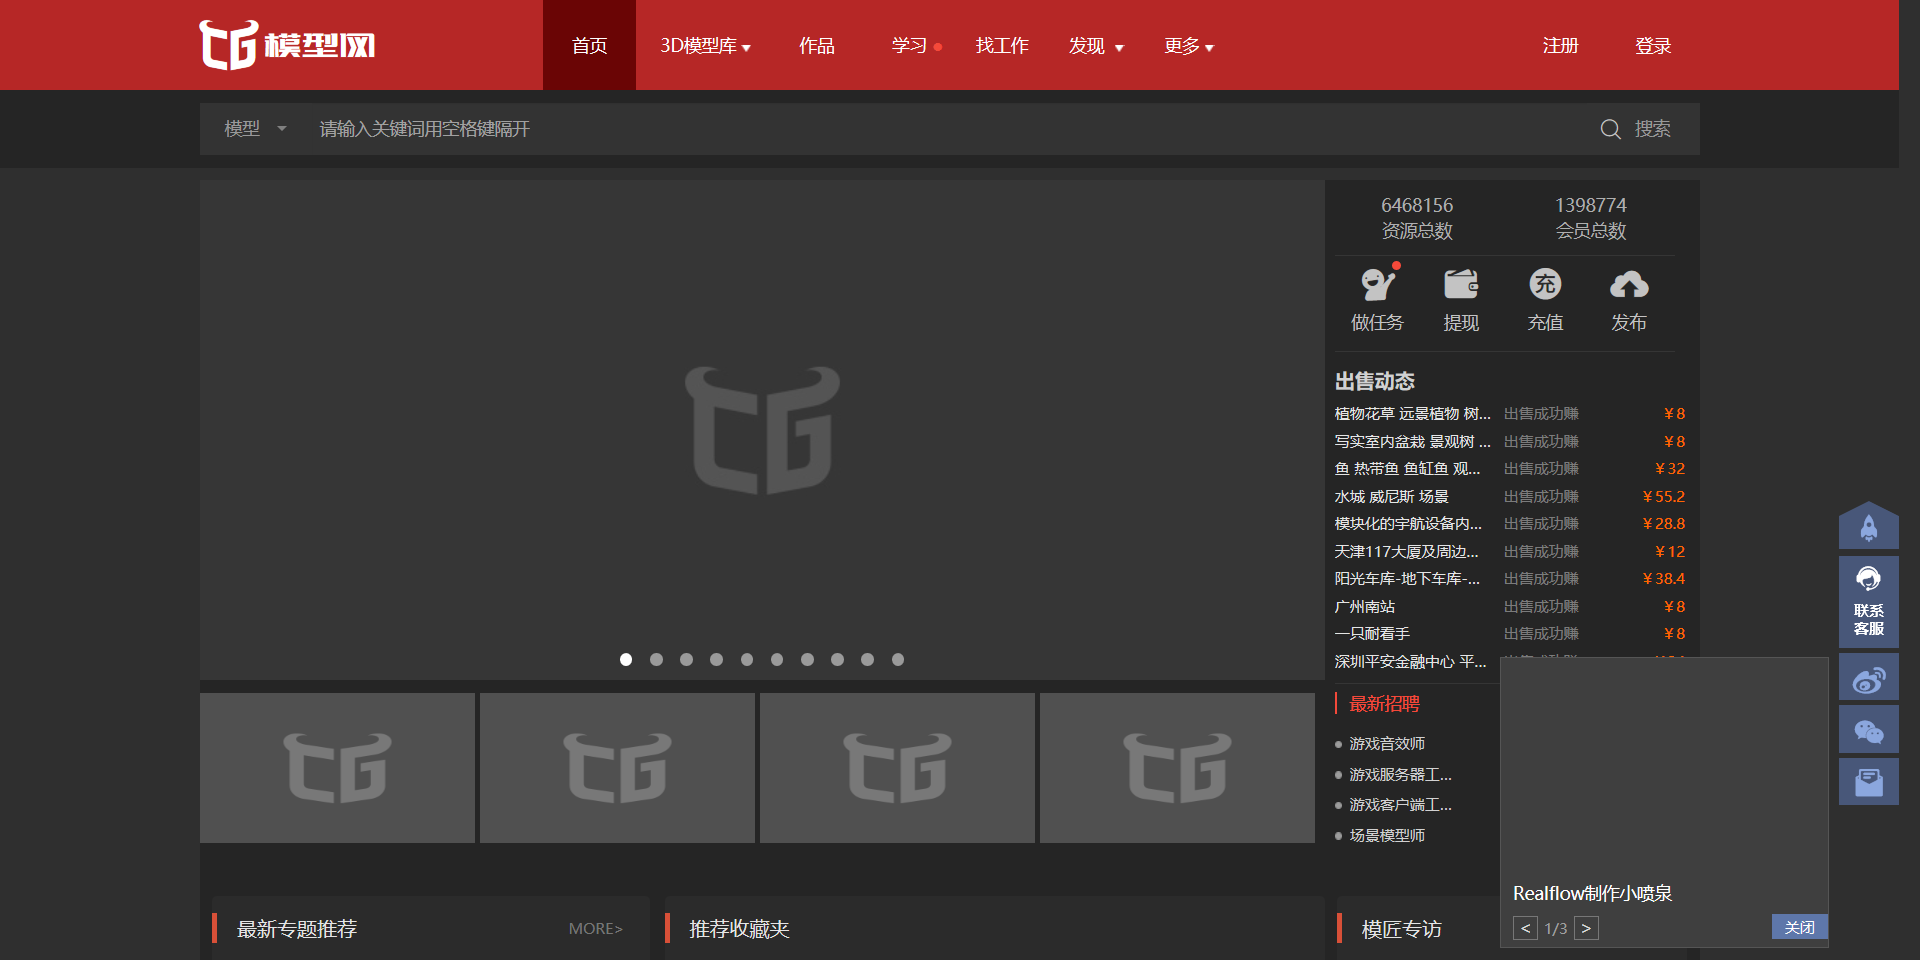 CG模型网
首页 3D模型库 作品 学习 找工作 发现 更多 注册 登录
模型 请输入关键词用空格键隔开 搜索
6468156 1398774
资源总数 会员总数
充
做任务 提现 充值 发布
出售动态
植物花草 远景植物 树... 出售成功赚 ￥8
写实室内盆栽 景观树 ... 出售成功赚 ￥8
鱼 热带鱼 鱼缸鱼 观... 出售成功赚 ￥32
水城 威尼斯 场景 出售成功赚 ￥55.2
模块化的宇航设备内... 出售成功赚 ￥28.8
天津117大厦及周边... 出售成功赚 ￥12
阳光车库-地下车库-... 出售成功赚 ￥38.4
广州南站 出售成功赚 ￥8
一只耐看手 出售成功赚 ￥8
深圳平安金融中心 平...
最新招聘
游戏音效师
游戏服务器工...
游戏客户端工...
场景模型师
联系
客服
CG
CG CG CG CG
Realflow制作小喷泉
< 1/3 > 关闭
最新专题推荐 MORE> 推荐收藏夹 模匠专访